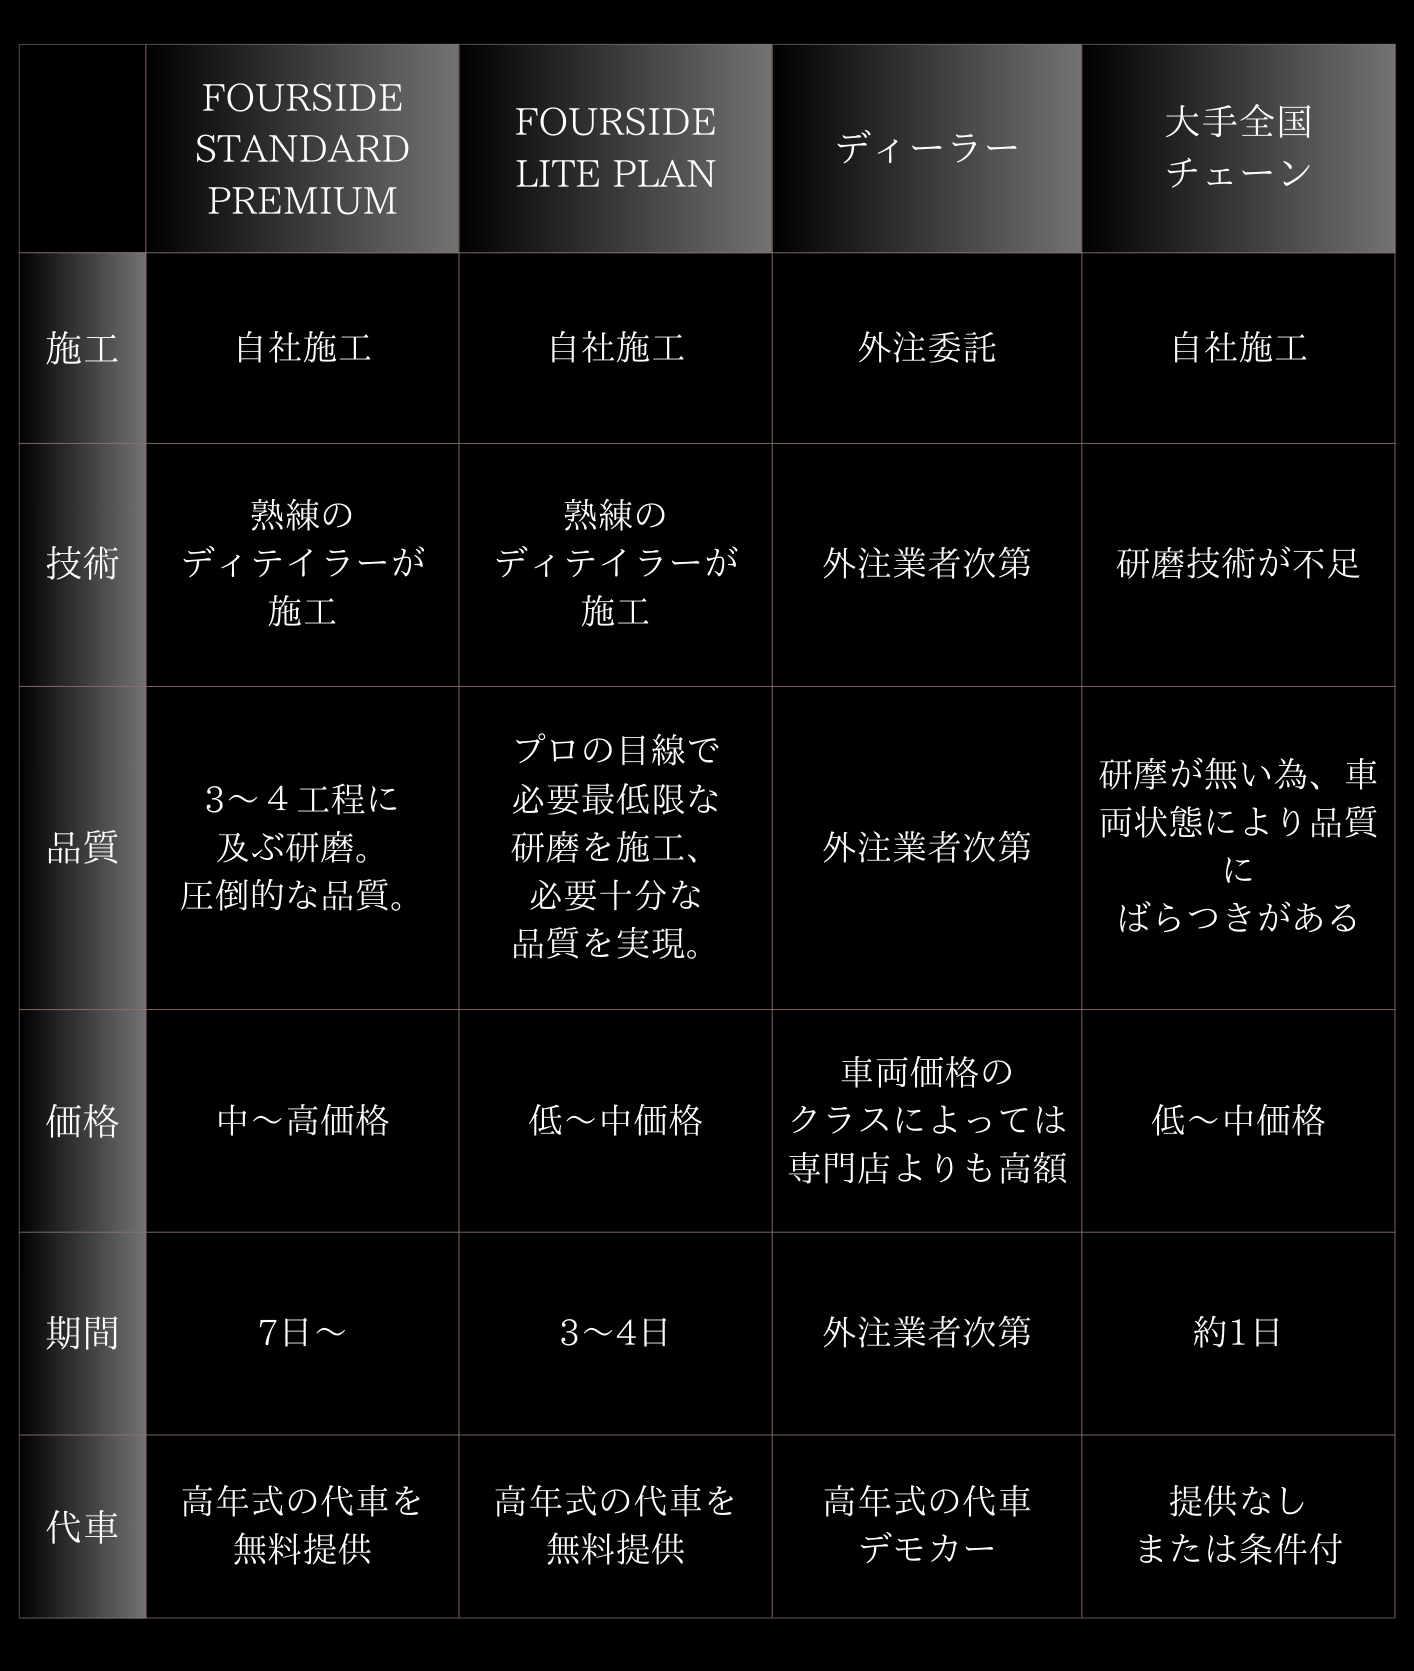 FOURSIDE
STANDARD
PREMIUM
FOURSIDE
LITE PLAN
ディーラー
大手全国
チェーン
施工
自社施工
自社施工
外注委託
自社施工
技術
熟練の
ディテイラーが
施工
熟練の
ディテイラーが
施工
外注業者次第
研磨技術が不足
品質
3〜４工程に
及ぶ研磨。
圧倒的な品質。
プロの目線で
必要最低限な
研磨を施工、
必要十分な
品質を実現。
外注業者次第
研摩が無い為、車
両状態により品質
に
ばらつきがある
価格
中〜高価格
低〜中価格
車両価格の
クラスによっては
専門店よりも高額
低〜中価格
期間
7日〜
3〜4日
外注業者次第
約1日
代車
高年式の代車を
無料提供
高年式の代車を
無料提供
高年式の代車
デモカー
提供なし
または条件付